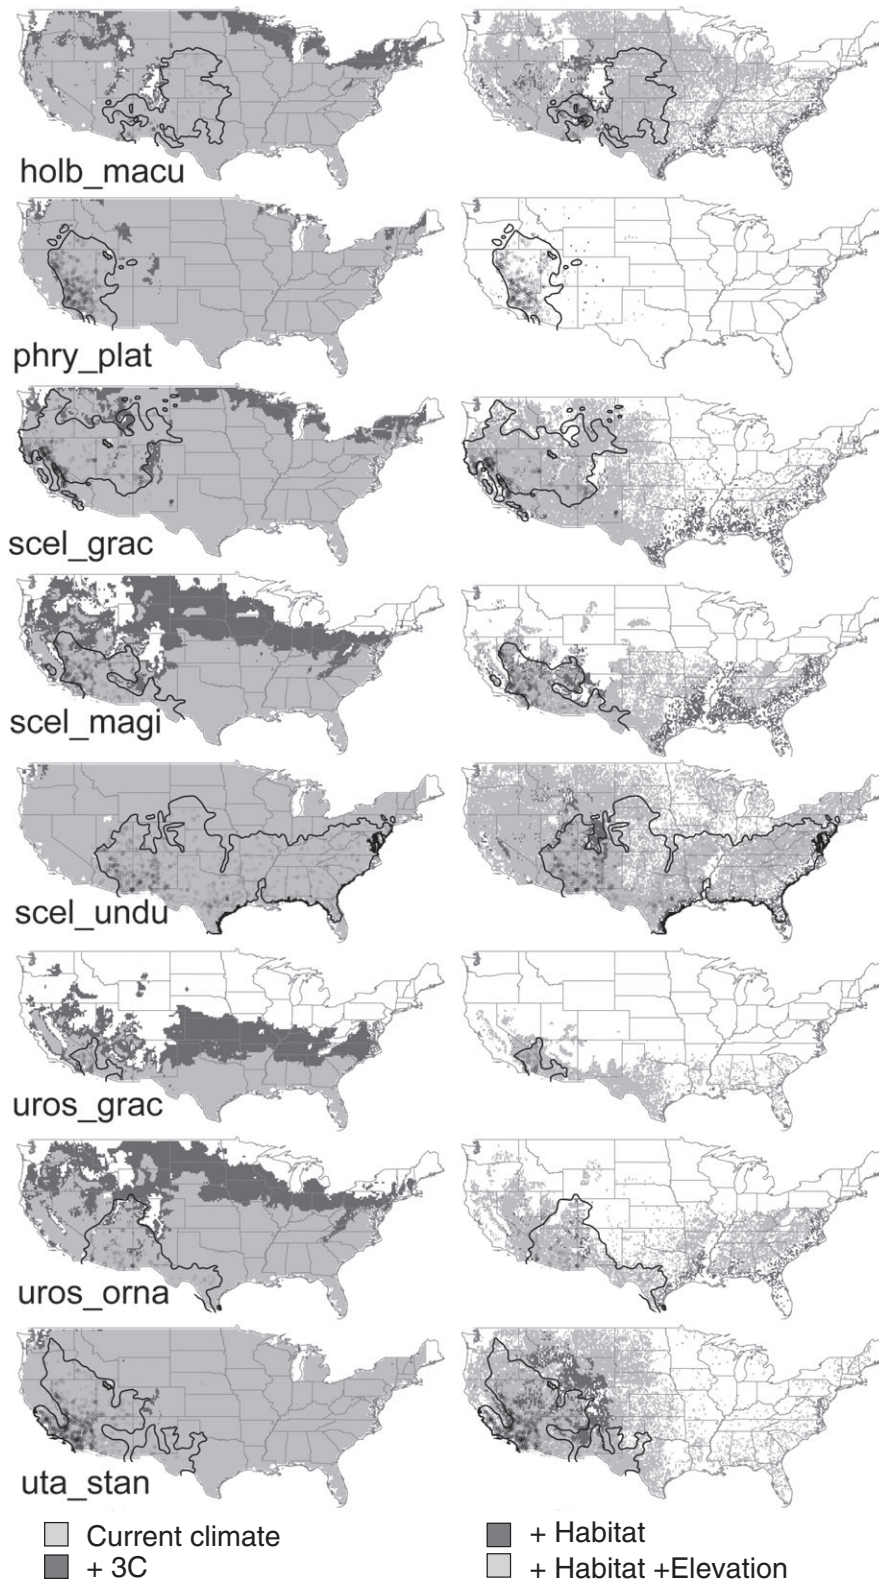 holb_macu
phry_plat
scel_grac
scel_magi
scel_undu
uros_grac
uros_orna
uta_stan
Current climate
+ 3C
+ Habitat
+ Habitat +Elevation